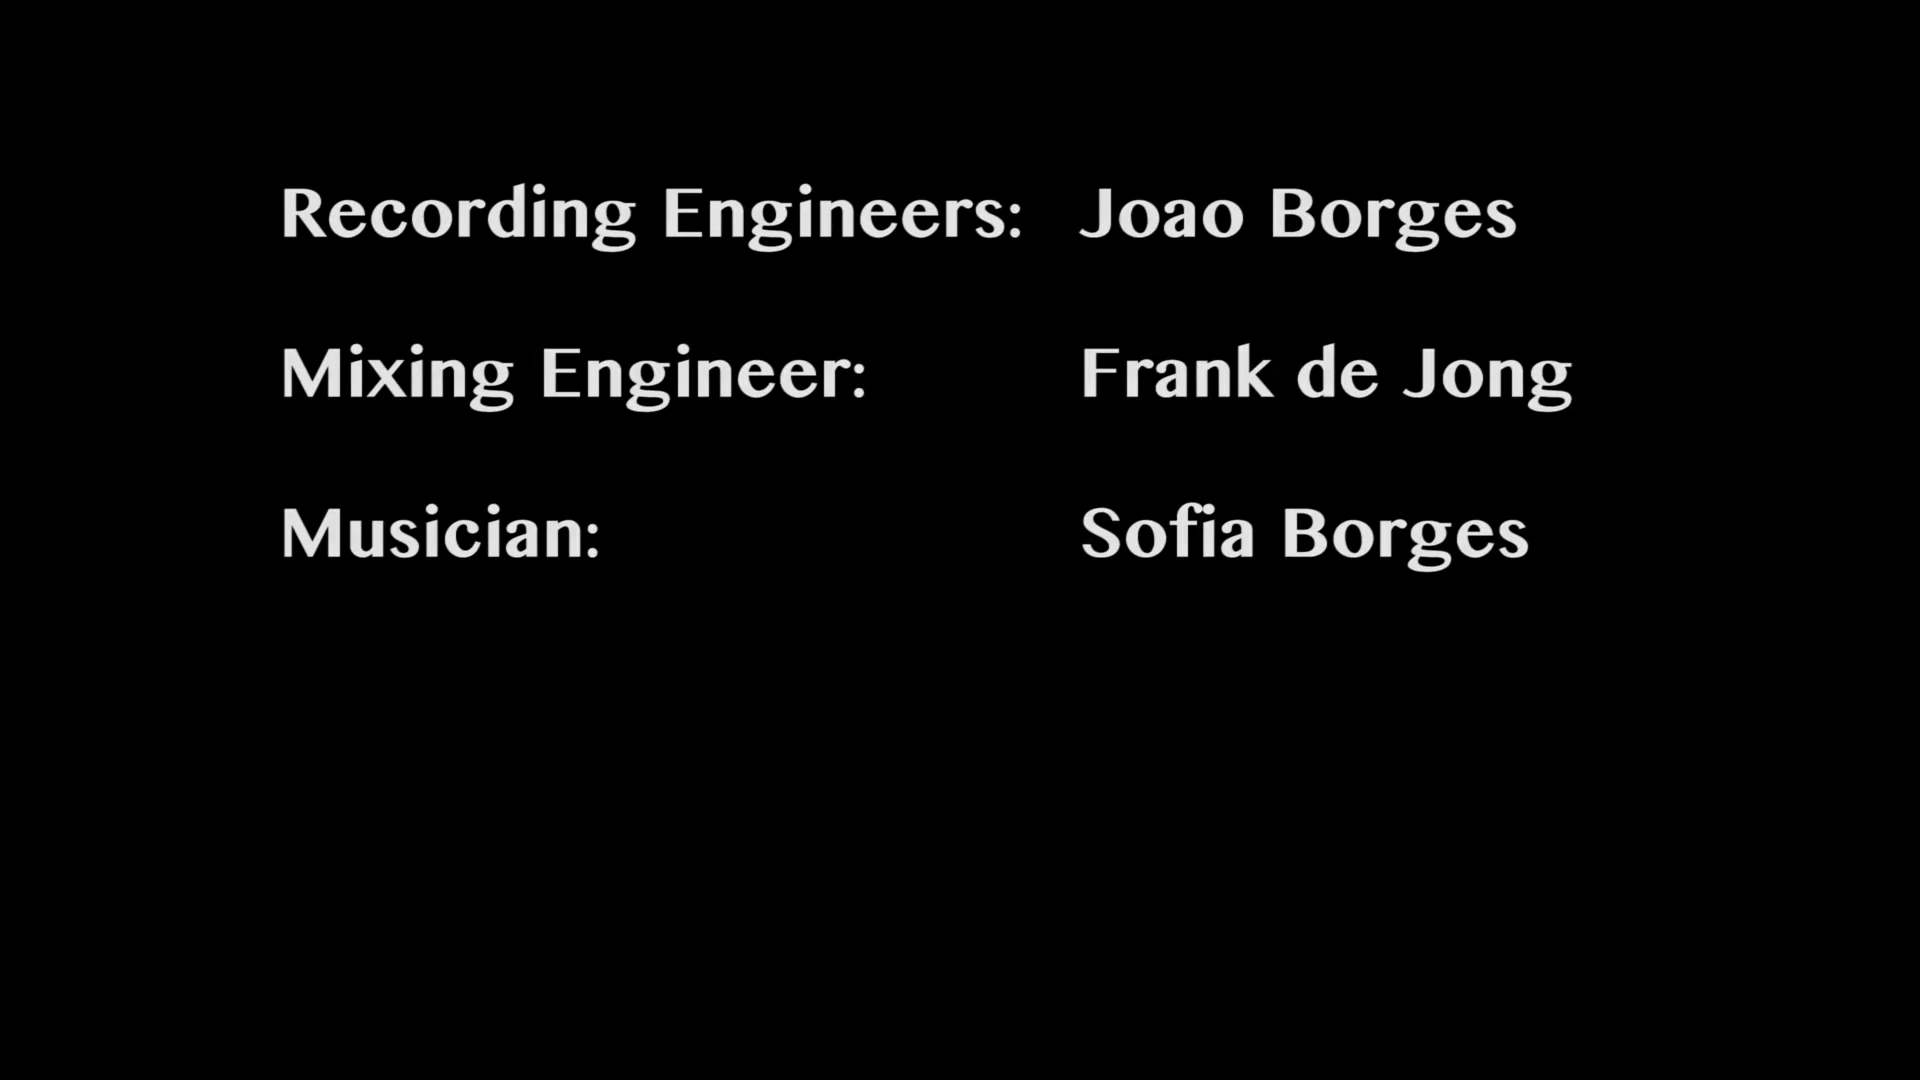 Recording Engineers: Joao Borges
Mixing Engineer: Frank de Jong
Musician: Sofia Borges